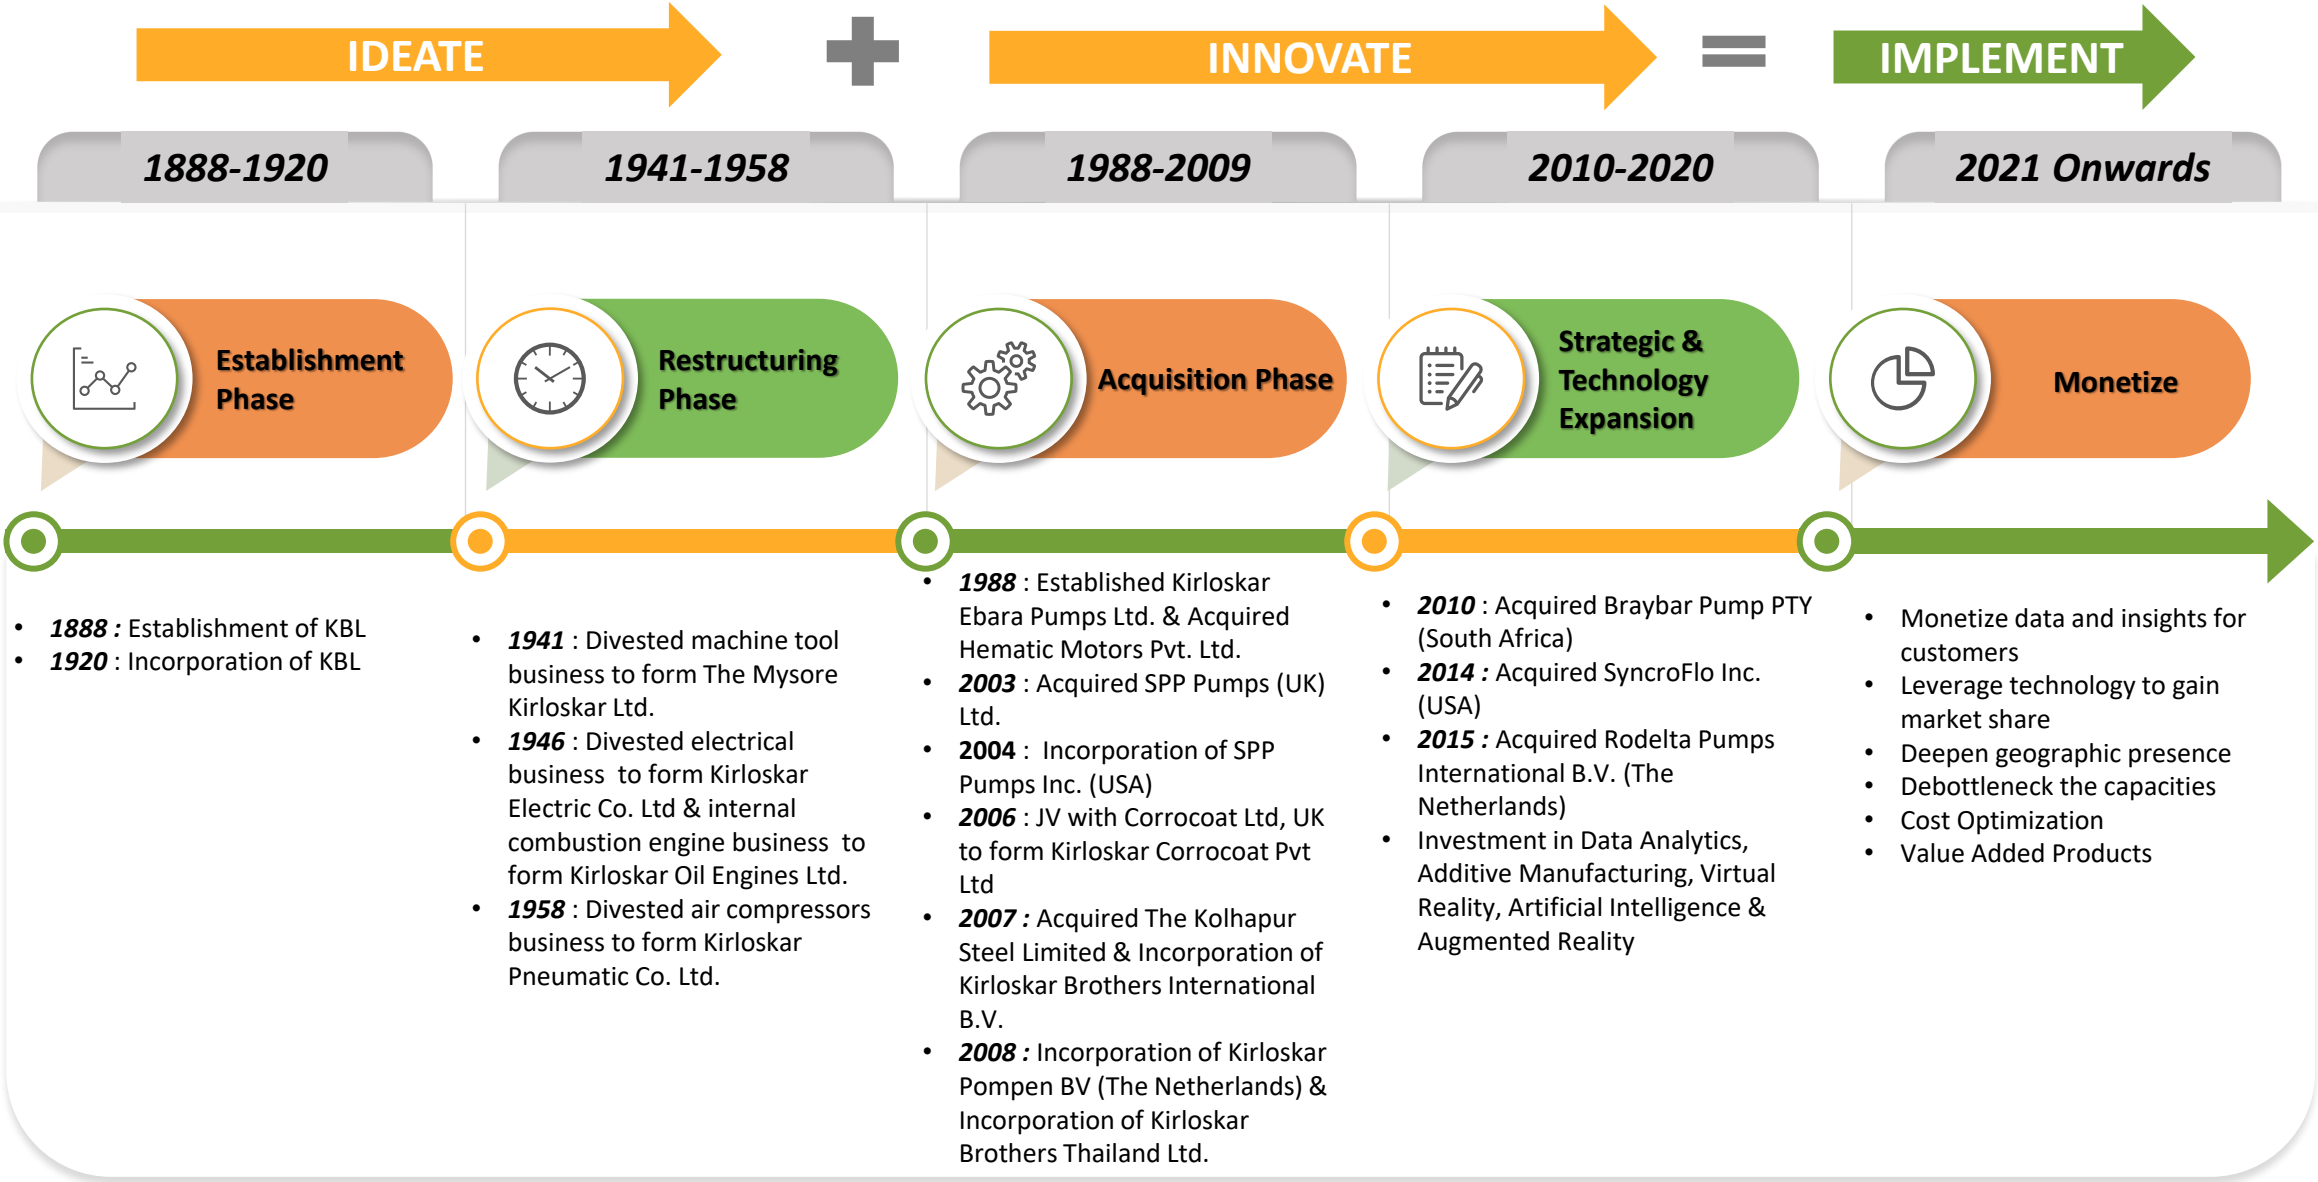 IDEATE
INNOVATE
IMPLEMENT
1888-1920
1941-1958
1988-2009
2010-2020
2021 Onwards
Establishment
Phase
Restructuring
Phase
Acquisition Phase
Strategic &
Technology
Expansion
Monetize
• 1888 : Establishment of KBL
• 1920 : Incorporation of KBL
• 1941 : Divested machine tool
business to form The Mysore
Kirloskar Ltd.
• 1946 : Divested electrical
business to form Kirloskar
Electric Co. Ltd & internal
combustion engine business to
form Kirloskar Oil Engines Ltd.
• 1958 : Divested air compressors
business to form Kirloskar
Pneumatic Co. Ltd.
• 1988 : Established Kirloskar
Ebara Pumps Ltd. & Acquired
Hematic Motors Pvt. Ltd.
• 2003 : Acquired SPP Pumps (UK)
Ltd.
• 2004 : Incorporation of SPP
Pumps Inc. (USA)
• 2006 : JV with Corrocoat Ltd, UK
to form Kirloskar Corrocoat Pvt
Ltd
• 2007 : Acquired The Kolhapur
Steel Limited & Incorporation of
Kirloskar Brothers International
B.V.
• 2008 : Incorporation of Kirloskar
Pompen BV (The Netherlands) &
Incorporation of Kirloskar
Brothers Thailand Ltd.
• 2010 : Acquired Braybar Pump PTY
(South Africa)
• 2014 : Acquired SyncroFlo Inc.
(USA)
• 2015 : Acquired Rodelta Pumps
International B.V. (The
Netherlands)
• Investment in Data Analytics,
Additive Manufacturing, Virtual
Reality, Artificial Intelligence &
Augmented Reality
• Monetize data and insights for
customers
• Leverage technology to gain
market share
• Deepen geographic presence
• Debottleneck the capacities
• Cost Optimization
• Value Added Products